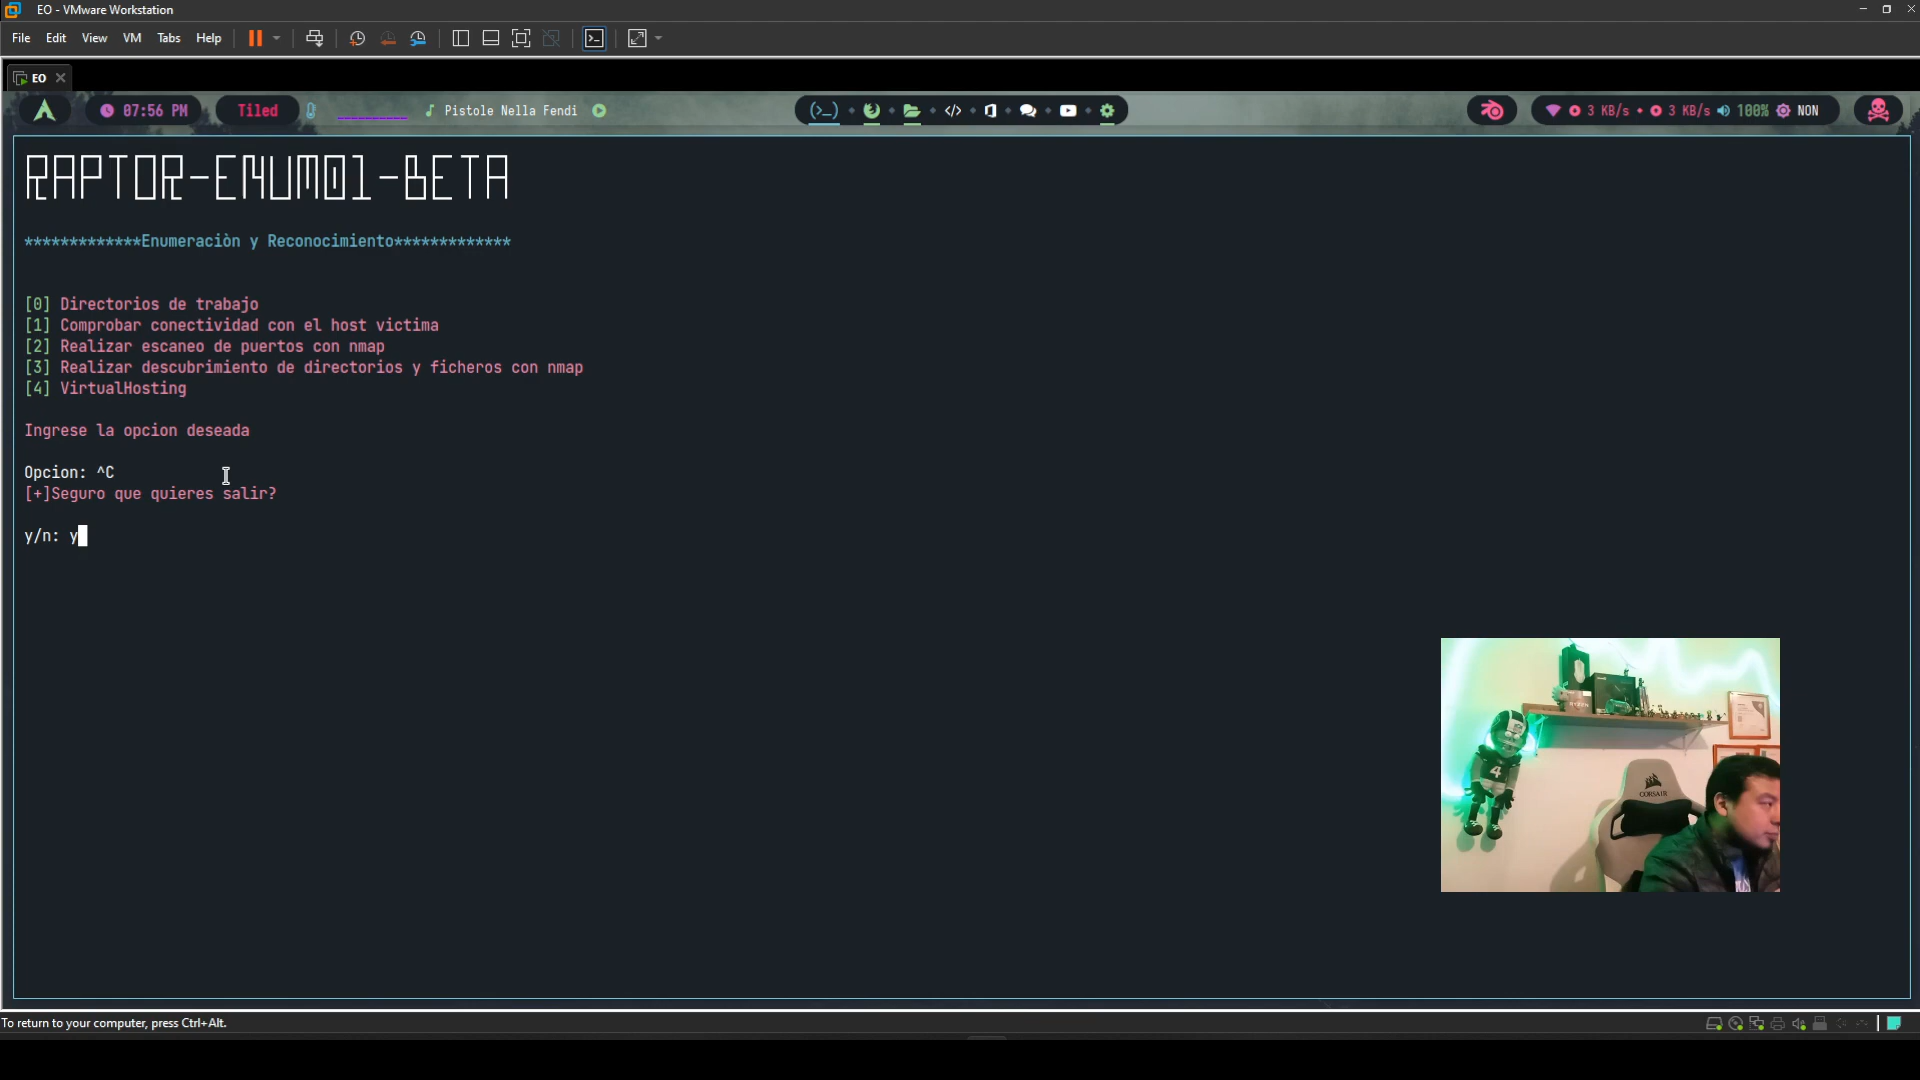 EO - VMware Workstation
File Edit View VM Tabs Help
EO
07:56 PM Tiled Pistole Nella Fendi 3 KB/s 3 KB/s 100% NON
RAPTOR-ENUM01-BETA
*************Enumeraciòn y Reconocimiento*************
[0] Directorios de trabajo
[1] Comprobar conectividad con el host victima
[2] Realizar escaneo de puertos con nmap
[3] Realizar descubrimiento de directorios y ficheros con nmap
[4] VirtualHosting
Ingrese la opcion deseada
Opcion: ^C
[+]Seguro que quieres salir?
y/n: y
RYZEN
4
CORSAIR
To return to your computer, press Ctrl+Alt.